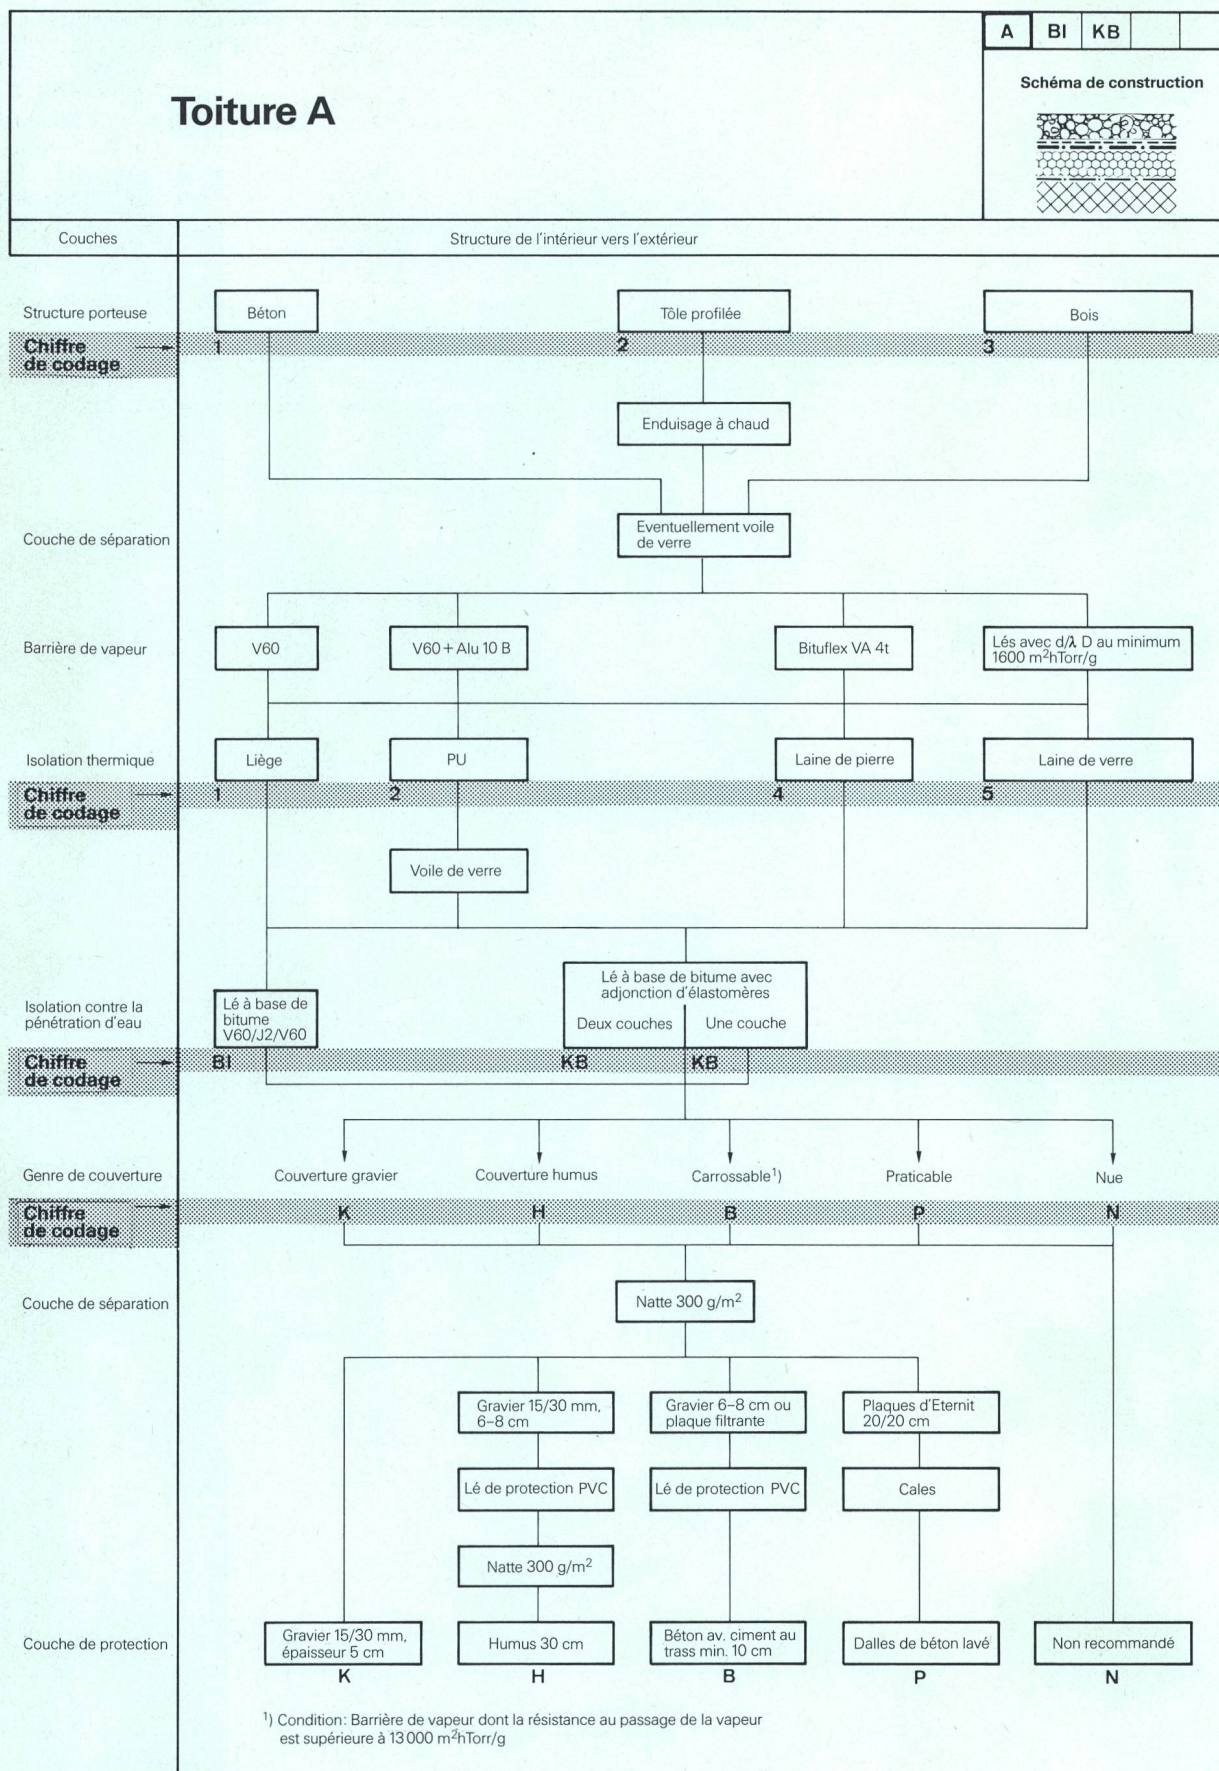 A BI KB
Toiture A
Schéma de construction
Couches
Structure de l'intérieur vers l'extérieur
Structure porteuse
Béton
Tôle profilée
Bois
Chiffre
de codage
1
2
3
Enduisage à chaud
Couche de séparation
Eventuellement voile
de verre
Barrière de vapeur
V60
V60 + Alu 10 B
Bituflex VA 4t
Lés avec d/λ D au minimum
1600 m²hTorr/g
Isolation thermique
Liège
PU
Laine de pierre
Laine de verre
Chiffre
de codage
1
2
4
5
Voile de verre
Isolation contre la
pénétration d'eau
Lé à base de
bitume
V60/J2/V60
Lé à base de bitume avec
adjonction d'élastomères
Deux couches
Une couche
Chiffre
de codage
BI
KB
KB
Genre de couverture
Couverture gravier
Couverture humus
Carrossable¹)
Praticable
Nue
Chiffre
de codage
K
H
B
P
N
Couche de séparation
Natte 300 g/m²
Gravier 15/30 mm,
6–8 cm
Gravier 6–8 cm ou
plaque filtrante
Plaques d'Eternit
20/20 cm
Lé de protection PVC
Lé de protection PVC
Cales
Natte 300 g/m²
Couche de protection
Gravier 15/30 mm,
épaisseur 5 cm
Humus 30 cm
Béton av. ciment au
trass min. 10 cm
Dalles de béton lavé
Non recommandé
K
H
B
P
N
¹) Condition: Barrière de vapeur dont la résistance au passage de la vapeur
est supérieure à 13 000 m²hTorr/g